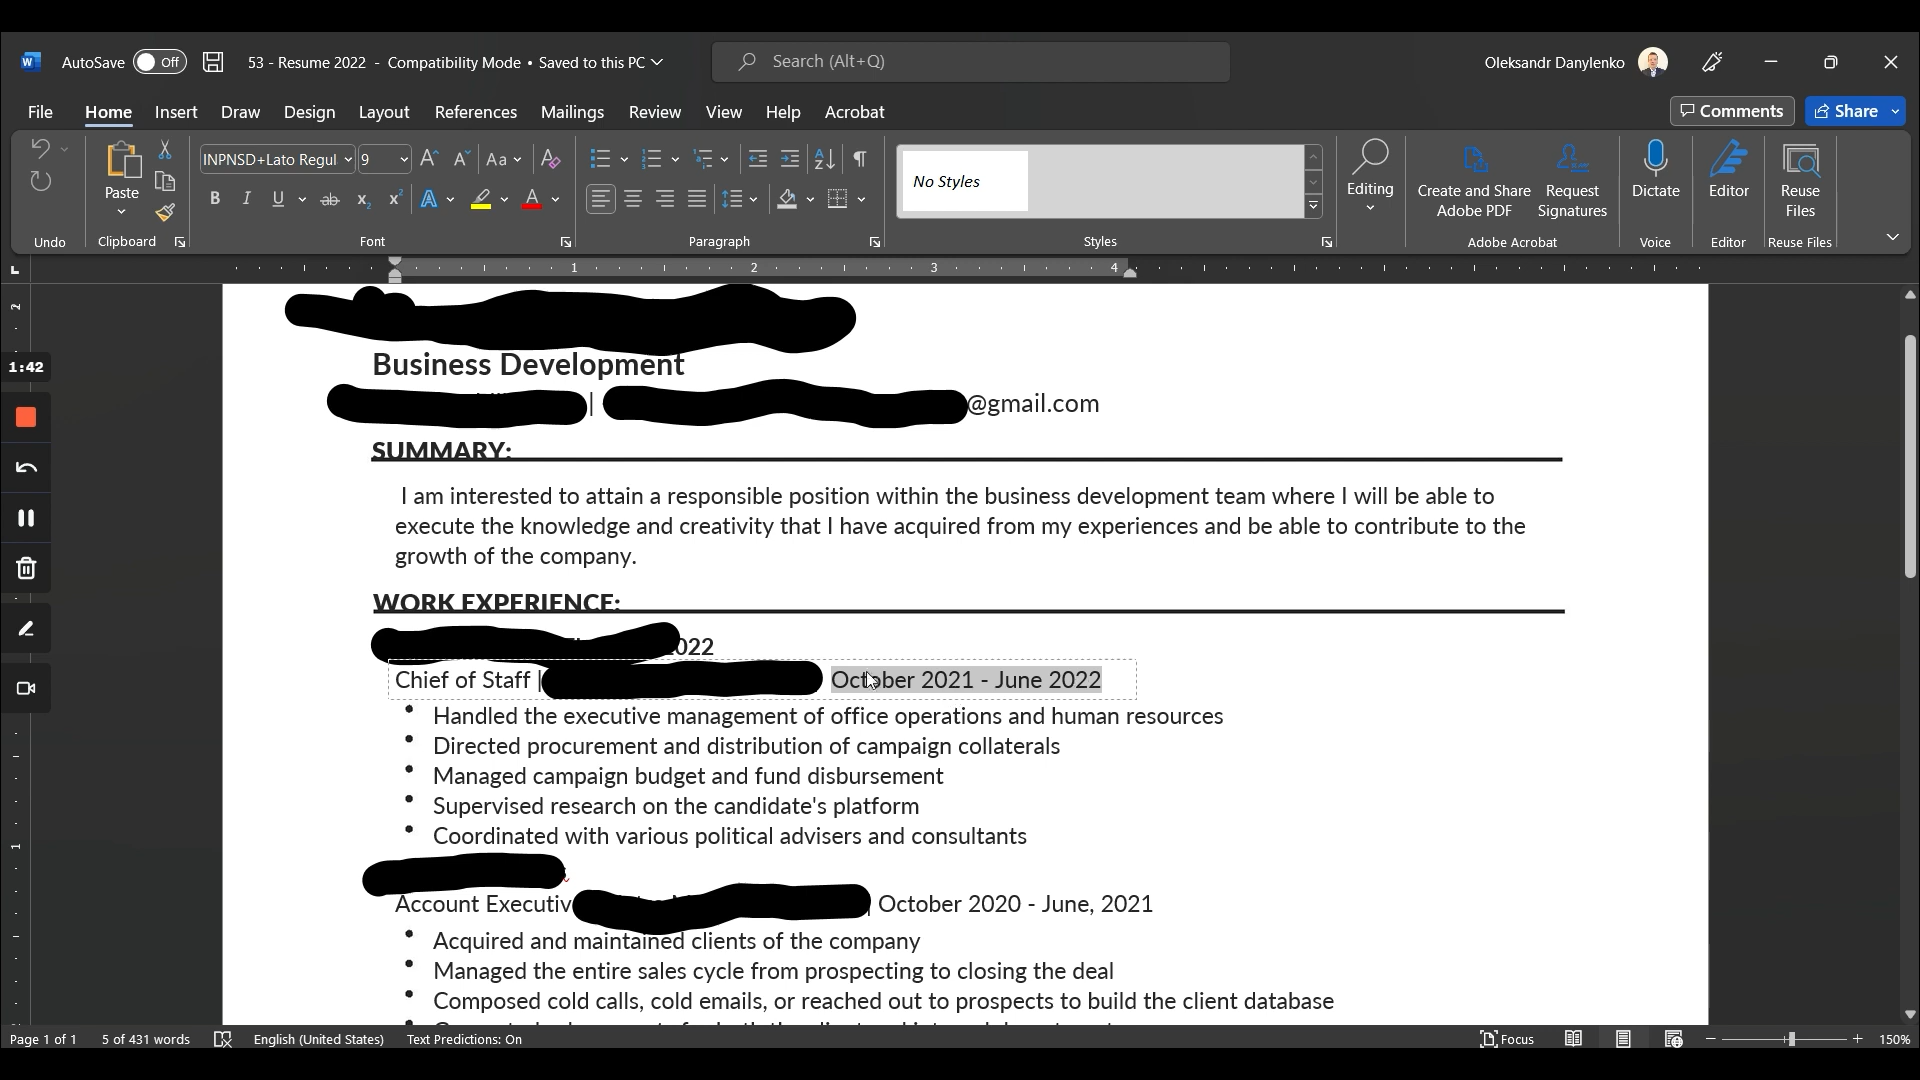 AutoSave Off 53 - Resume 2022 - Compatibility Mode • Saved to this PC Search (Alt+Q) Oleksandr Danylenko
File Home Insert Draw Design Layout References Mailings Review View Help Acrobat Comments Share
INPNSD+Lato Regul 9
No Styles
Paste Editing Create and Share Adobe PDF Request Signatures Dictate Editor Reuse Files
Undo Clipboard Font Paragraph Styles Adobe Acrobat Voice Editor Reuse Files
1 2 3 4
Business Development
1:42
| @gmail.com
SUMMARY:
I am interested to attain a responsible position within the business development team where I will be able to
execute the knowledge and creativity that I have acquired from my experiences and be able to contribute to the
growth of the company.
WORK EXPERIENCE:
2022
Chief of Staff | October 2021 - June 2022
• Handled the executive management of office operations and human resources
• Directed procurement and distribution of campaign collaterals
• Managed campaign budget and fund disbursement
• Supervised research on the candidate's platform
• Coordinated with various political advisers and consultants
Account Executiv | October 2020 - June, 2021
• Acquired and maintained clients of the company
• Managed the entire sales cycle from prospecting to closing the deal
• Composed cold calls, cold emails, or reached out to prospects to build the client database
Page 1 of 1 5 of 431 words English (United States) Text Predictions: On Focus 150%